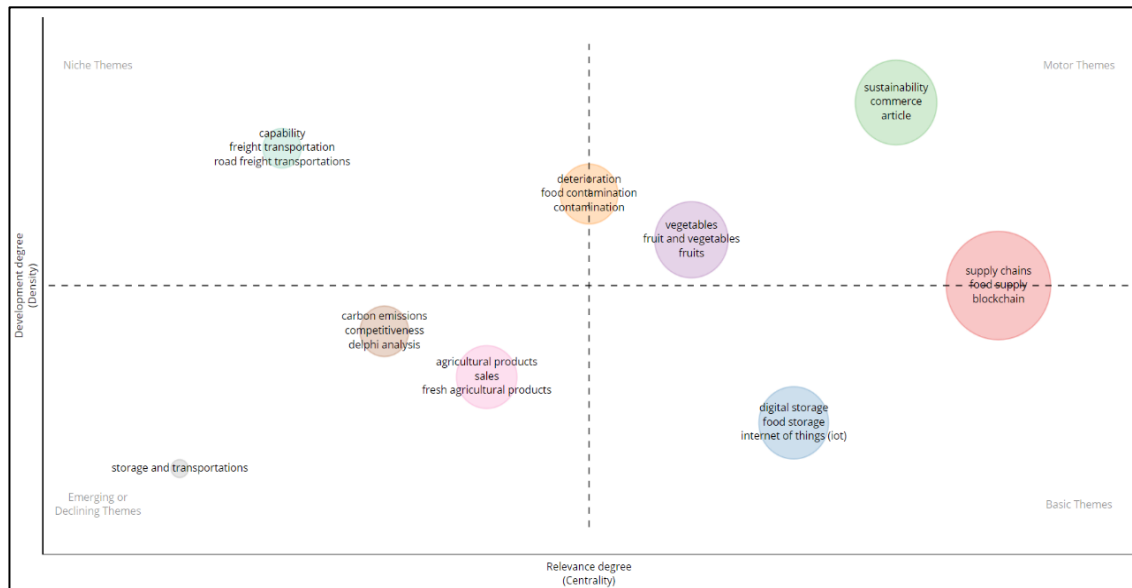 Niche Themes
Motor Themes
sustainability
commerce
article
capability
freight transportation
road freight transportations
deterioration
food contamination
contamination
vegetables
fruit and vegetables
fruits
supply chains
food supply
blockchain
carbon emissions
competitiveness
delphi analysis
agricultural products
sales
fresh agricultural products
digital storage
food storage
internet of things (iot)
storage and transportations
Emerging or
Declining Themes
Basic Themes
Development degree
(Density)
Relevance degree
(Centrality)